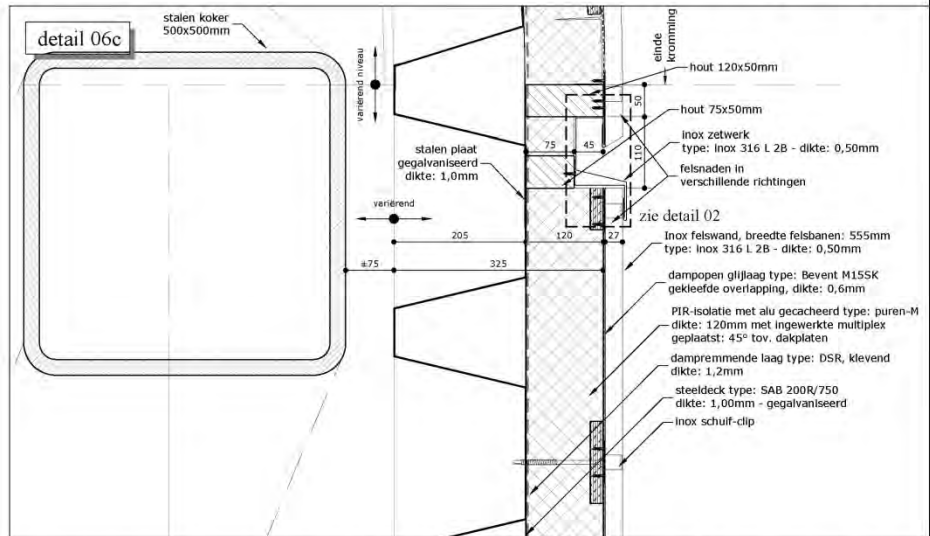 detail 06c
stalen koker
500x500mm
variërend niveau
einde
kromming
hout 120x50mm
50
hout 75x50mm
75
45
110
inox zetwerk
type: inox 316 L 2B - dikte: 0,50mm
stalen plaat
gegalvaniseerd
dikte: 1,0mm
felsnaden in
verschillende richtingen
variërend
zie detail 02
205
120
27
Inox felswand, breedte felsbanen: 555mm
type: inox 316 L 2B - dikte: 0,50mm
±75
325
dampopen glijlaag type: Bevent M15SK
gekleefde overlapping, dikte: 0,6mm
PIR-isolatie met alu gecacheerd type: puren-M
dikte: 120mm met ingewerkte multiplex
geplaatst: 45° tov. dakplaten
dampremmende laag type: DSR, klevend
dikte: 1,2mm
steeldeck type: SAB 200R/750
dikte: 1,00mm - gegalvaniseerd
inox schuif-clip